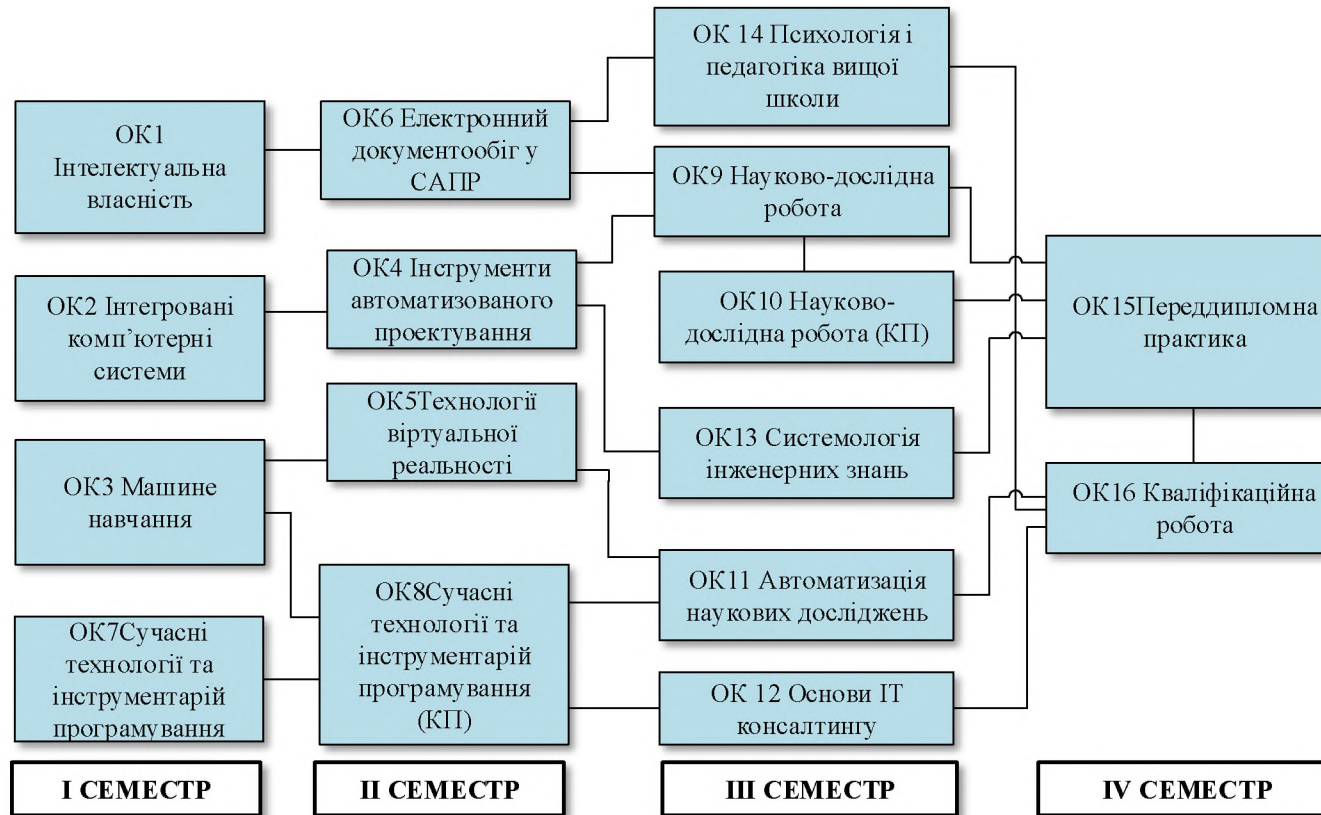 ОК1
Інтелектуальна
власність
ОК2 Інтегровані
комп’ютерні
системи
ОК3 Машине
навчання
ОК7Сучасні
технології та
інструментарій
програмування
I СЕМЕСТР
ОК6 Електронний
документообіг у
САПР
ОК4 Інструменти
автоматизованого
проектування
ОК5Технології
віртуальної
реальності
ОК8Сучасні
технології та
інструментарій
програмування
(КП)
II СЕМЕСТР
ОК 14 Психологія і
педагогіка вищої
школи
ОК9 Науково-дослідна
робота
ОК10 Науково-
дослідна робота (КП)
ОК13 Системологія
інженерних знань
ОК11 Автоматизація
наукових досліджень
ОК 12 Основи ІТ
консалтингу
III СЕМЕСТР
ОК15Переддипломна
практика
ОК16 Кваліфікаційна
робота
IV СЕМЕСТР